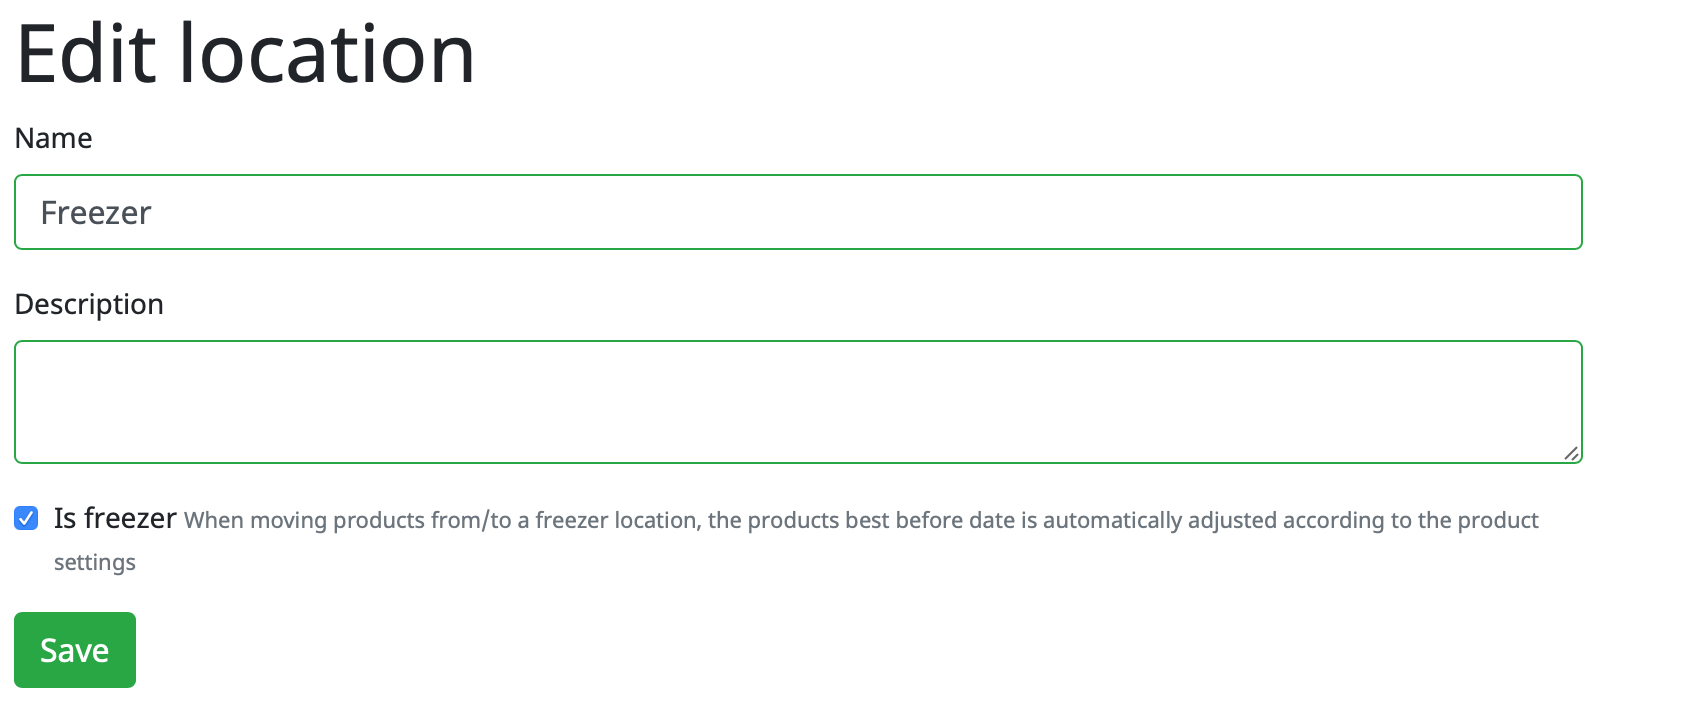 Edit location
Name
Freezer
Description
Is freezer When moving products from/to a freezer location, the products best before date is automatically adjusted according to the product
settings
Save